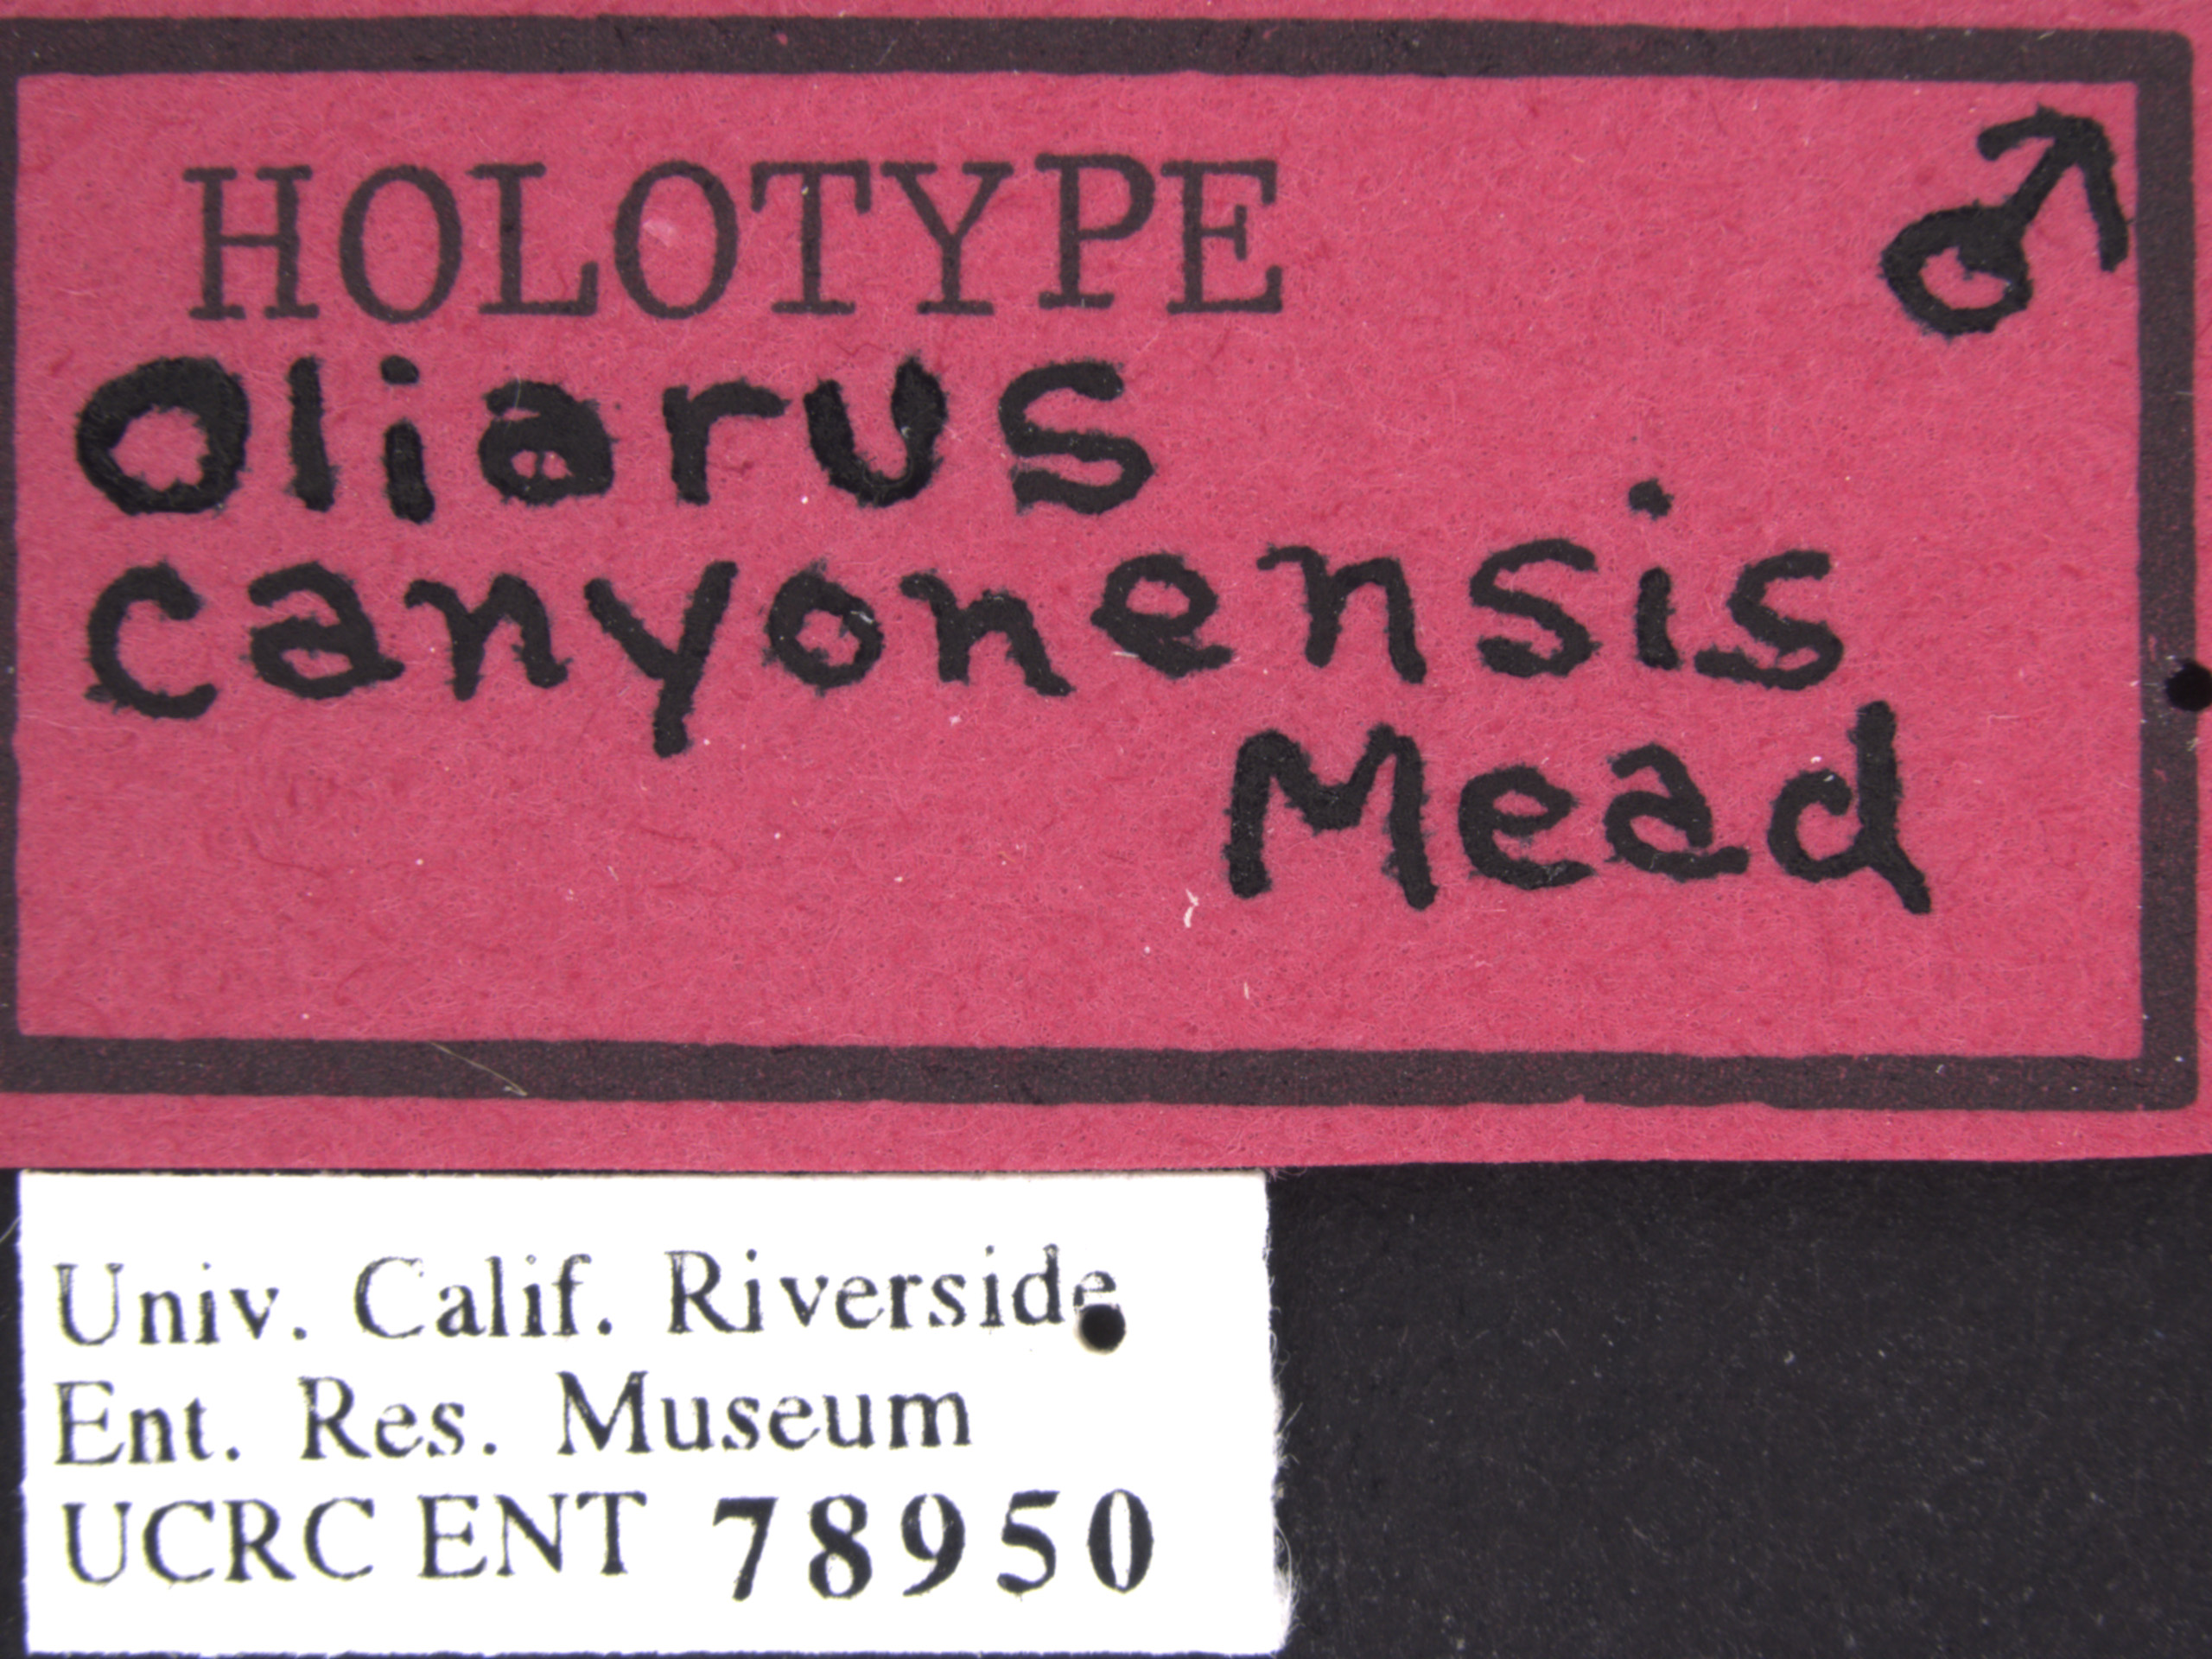 HOLOTYPE ♂
Oliarus
canyonensis
Mead
Univ. Calif. Riverside
Ent. Res. Museum
UCRC ENT 78950